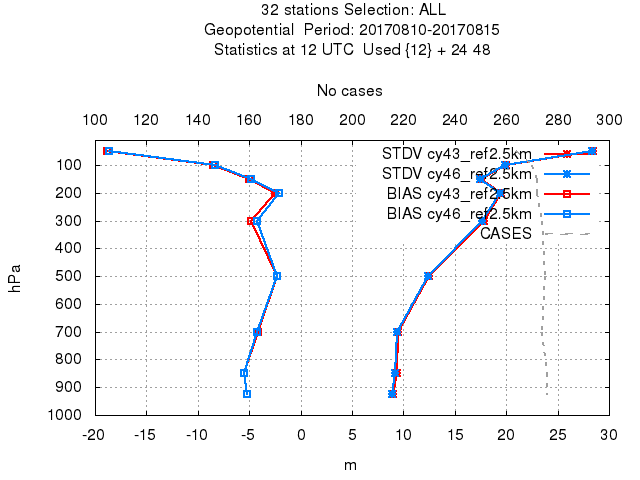 32 stations Selection: ALL
Geopotential  Period: 20170810-20170815
Statistics at 12 UTC  Used {12} + 24 48
No cases
100 120 140 160 180 200 220 240 260 280 300
STDV cy43_ref2.5km
STDV cy46_ref2.5km
BIAS cy43_ref2.5km
BIAS cy46_ref2.5km
CASES
hPa
100
200
300
400
500
600
700
800
900
1000
-20 -15 -10 -5 0 5 10 15 20 25 30
m